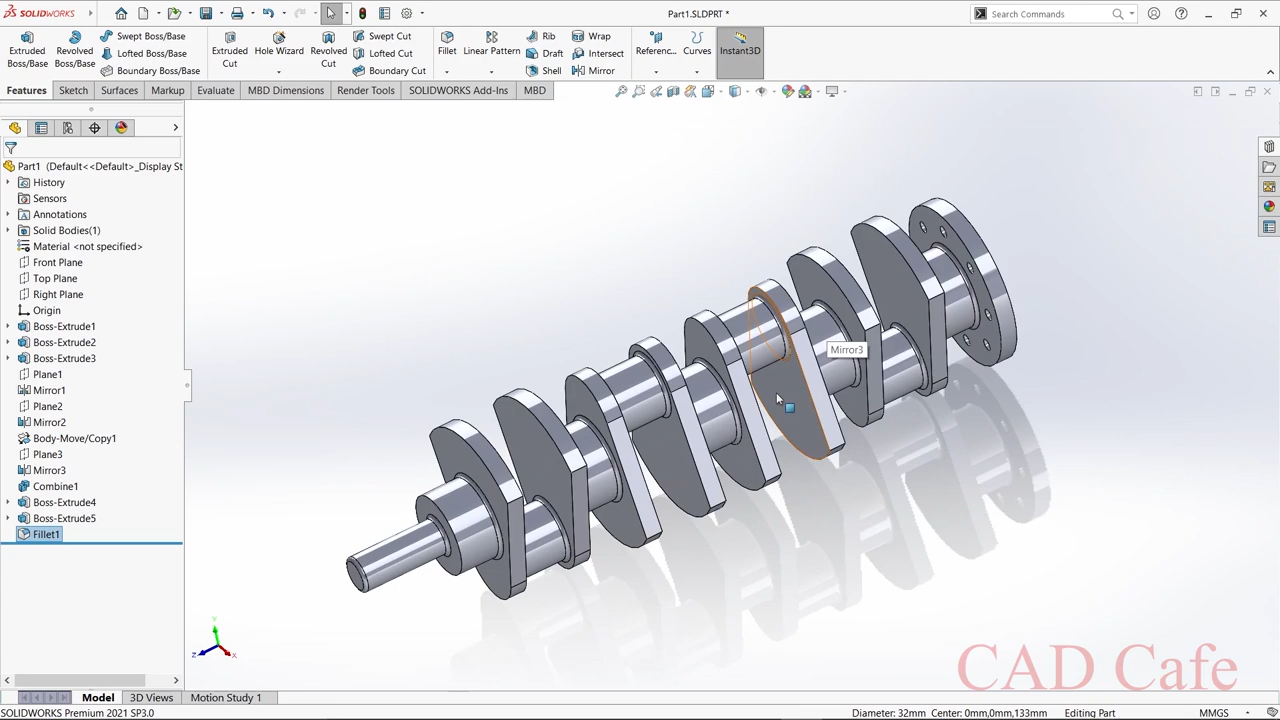 SOLIDWORKS
Part1.SLDPRT *
Search Commands
Extruded Boss/Base
Revolved Boss/Base
Swept Boss/Base
Lofted Boss/Base
Boundary Boss/Base
Extruded Cut
Hole Wizard
Revolved Cut
Swept Cut
Lofted Cut
Boundary Cut
Fillet
Linear Pattern
Rib
Draft
Shell
Wrap
Intersect
Mirror
Referenc...
Curves
Instant3D
Features
Sketch
Surfaces
Markup
Evaluate
MBD Dimensions
Render Tools
SOLIDWORKS Add-Ins
MBD
Part1 (Default<<Default>_Display St
History
Sensors
Annotations
Solid Bodies(1)
Material <not specified>
Front Plane
Top Plane
Right Plane
Origin
Boss-Extrude1
Boss-Extrude2
Boss-Extrude3
Plane1
Mirror1
Plane2
Mirror2
Body-Move/Copy1
Plane3
Mirror3
Combine1
Boss-Extrude4
Boss-Extrude5
Fillet1
Mirror3
Y
Z
X
CAD Cafe
Model
3D Views
Motion Study 1
SOLIDWORKS Premium 2021 SP3.0
Diameter: 32mm Center: 0mm,0mm,133mm
Editing Part
MMGS